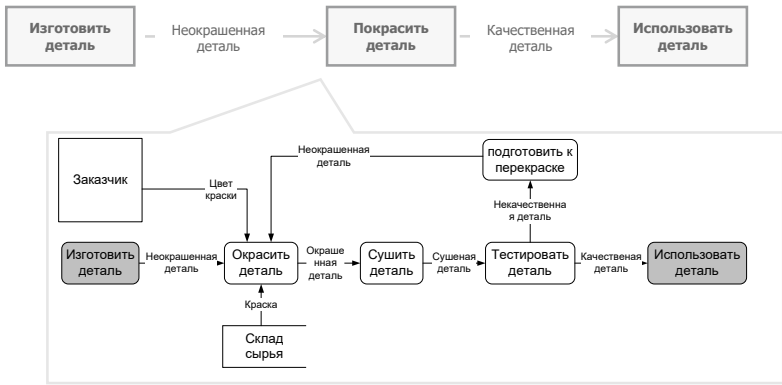 Изготовить
деталь
Неокрашенная
деталь
Покрасить
деталь
Качественная
деталь
Использовать
деталь
Заказчик
Цвет
краски
Неокрашенная
деталь
подготовить к
перекраске
Некачественна
я деталь
Изготовить
деталь
Неокрашенная
деталь
Окрасить
деталь
Окраше
нная
деталь
Сушить
деталь
Сушеная
деталь
Тестировать
деталь
Качественая
деталь
Использовать
деталь
Краска
Склад
сырья